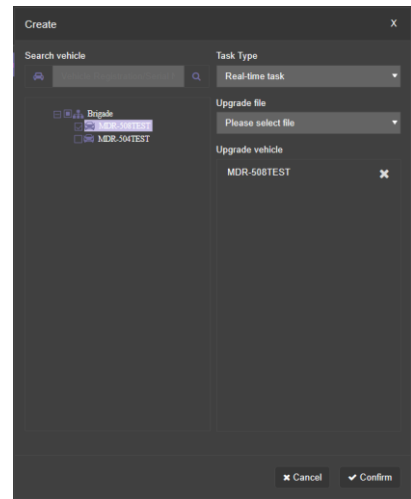 Create X
Search vehicle
Brigade
MDR-508TEST
MDR-504TEST
Task Type
Real-time task
Upgrade file
Please select file
Upgrade vehicle
MDR-508TEST
Cancel
Confirm